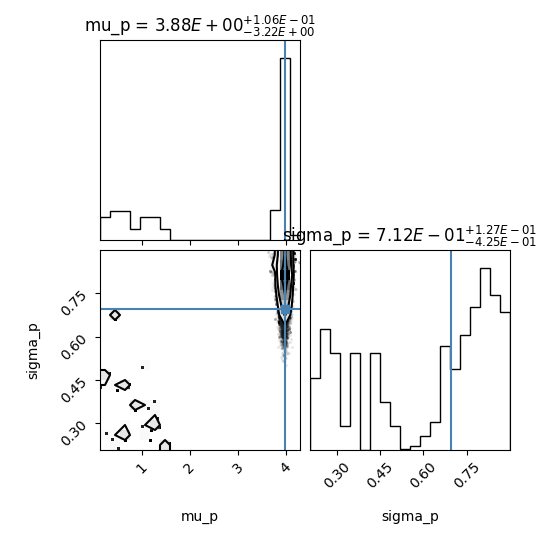 mu_p = 3.88E + 00+1.06E − 01
−3.22E + 00
sigma_p = 7.12E − 01+1.27E − 01
−4.25E − 01
0.75
0.60
0.45
0.30
sigma_p
1 2 3 4
0.30 0.45 0.60 0.75
mu_p sigma_p